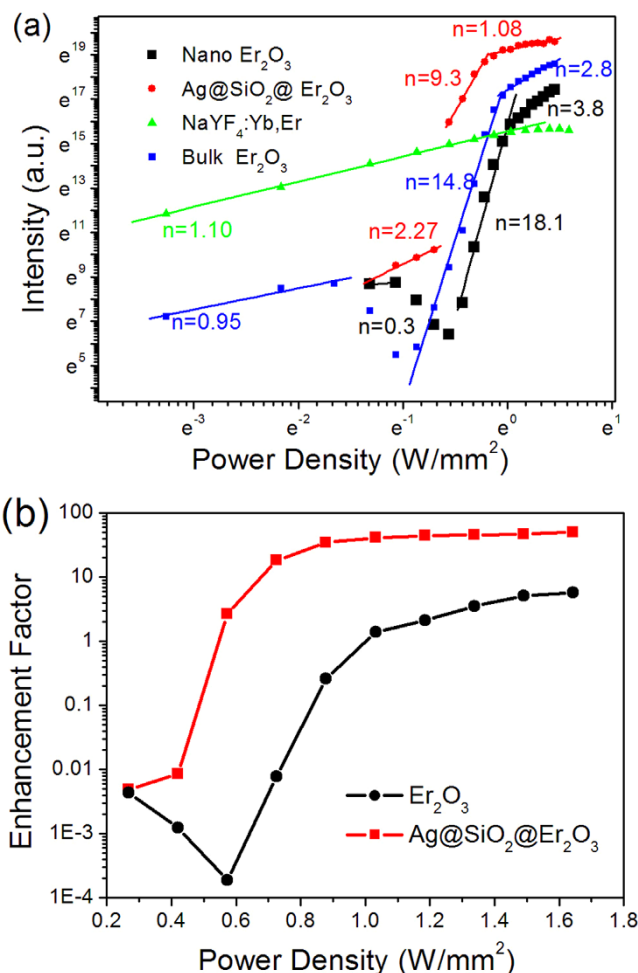 (a)
n=1.08
e¹⁹
e¹⁷
e¹⁵
e¹³
e¹¹
e⁹
e⁷
e⁵
Nano Er₂O₃
Ag@SiO₂@ Er₂O₃
NaYF₄:Yb,Er
Bulk Er₂O₃
n=9.3
n=2.8
n=3.8
n=14.8
n=18.1
n=1.10
n=2.27
n=0.95
n=0.3
Intensity (a.u.)
e⁻³
e⁻²
e⁻¹
e⁰
e¹
Power Density (W/mm²)
(b)
100
10
1
0.1
0.01
1E-3
1E-4
Enhancement Factor
Er₂O₃
Ag@SiO₂@Er₂O₃
0.2 0.4 0.6 0.8 1.0 1.2 1.4 1.6 1.8
Power Density (W/mm²)